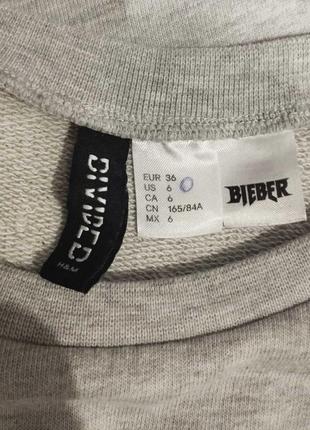 DIVIDED
H&M
EUR 36
US 6
CA 6
CN 165/84A
MX 6
BIEBER